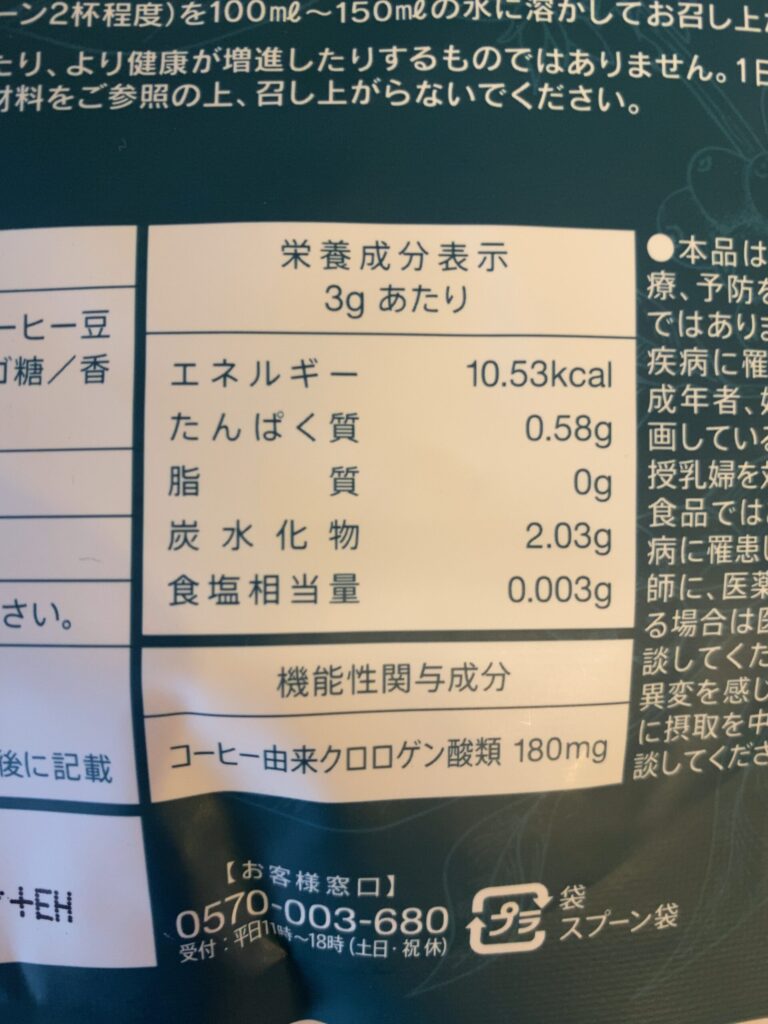 ーン2杯程度)を100㎖～150㎖の水に溶かしてお召し上
たり、より健康が増進したりするものではありません。1日
材料をご参照の上、召し上がらないでください。
ーヒー豆
ゴ糖／香
さい。
後に記載
+EH
栄養成分表示
3gあたり
エネルギー 10.53kcal
たんぱく質 0.58g
脂質 0g
炭水化物 2.03g
食塩相当量 0.003g
機能性関与成分
コーヒー由来クロロゲン酸類 180mg
●本品は
療、予防を
ではありま
疾病に罹
成年者、妊
画している
授乳婦を対
食品では
病に罹患し
師に、医薬
る場合は医
談してくだ
異変を感じ
に摂取を中
談してくださ
【お客様窓口】
0570-003-680
受付：平日11時～18時(土日・祝休)
プラ
袋
スプーン袋